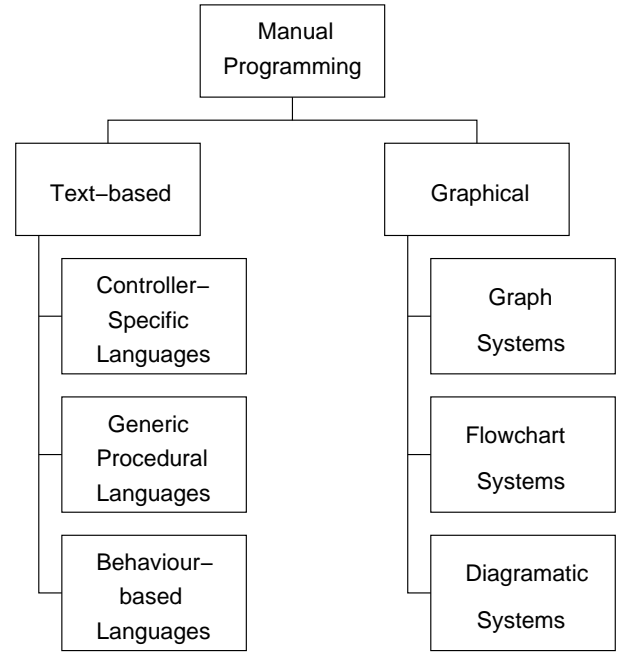 Manual
Programming
Text−based
Graphical
Controller−
Specific
Languages
Generic
Procedural
Languages
Behaviour−
based
Languages
Graph
Systems
Flowchart
Systems
Diagramatic
Systems